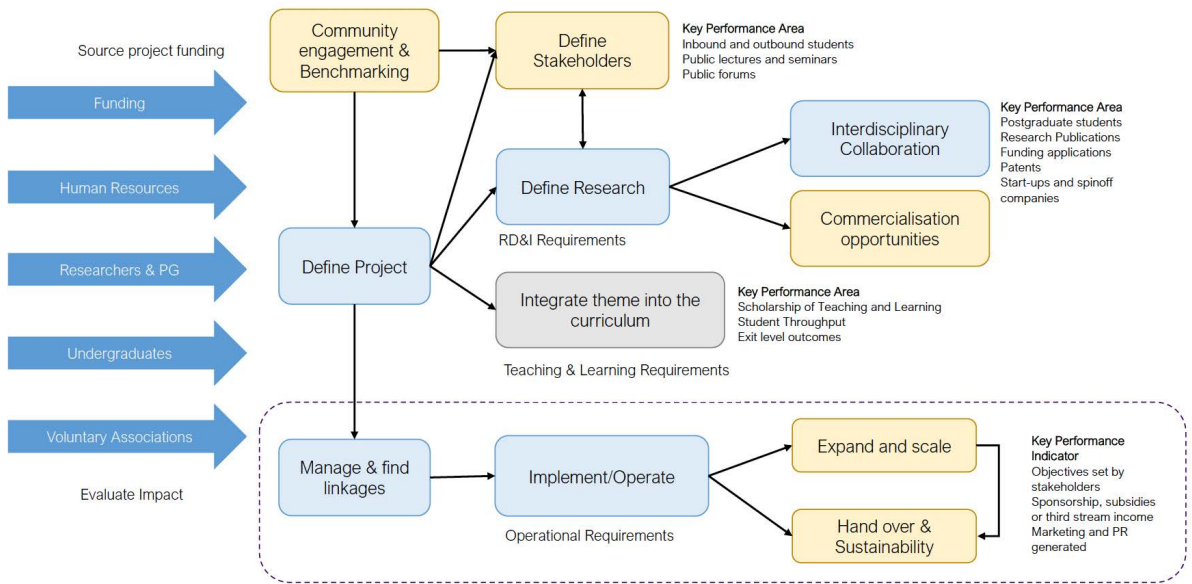 Source project funding
Funding
Human Resources
Researchers & PG
Undergraduates
Voluntary Associations
Evaluate Impact
Community
engagement &
Benchmarking
Define
Stakeholders
Key Performance Area
Inbound and outbound students
Public lectures and seminars
Public forums
Define Research
RD&I Requirements
Interdisciplinary
Collaboration
Key Performance Area
Postgraduate students
Research Publications
Funding applications
Patents
Start-ups and spinoff
companies
Commercialisation
opportunities
Define Project
Integrate theme into the
curriculum
Key Performance Area
Scholarship of Teaching and Learning
Student Throughput
Exit level outcomes
Teaching & Learning Requirements
Manage & find
linkages
Implement/Operate
Operational Requirements
Expand and scale
Hand over &
Sustainability
Key Performance
Indicator
Objectives set by
stakeholders
Sponsorship, subsidies
or third stream income
Marketing and PR
generated